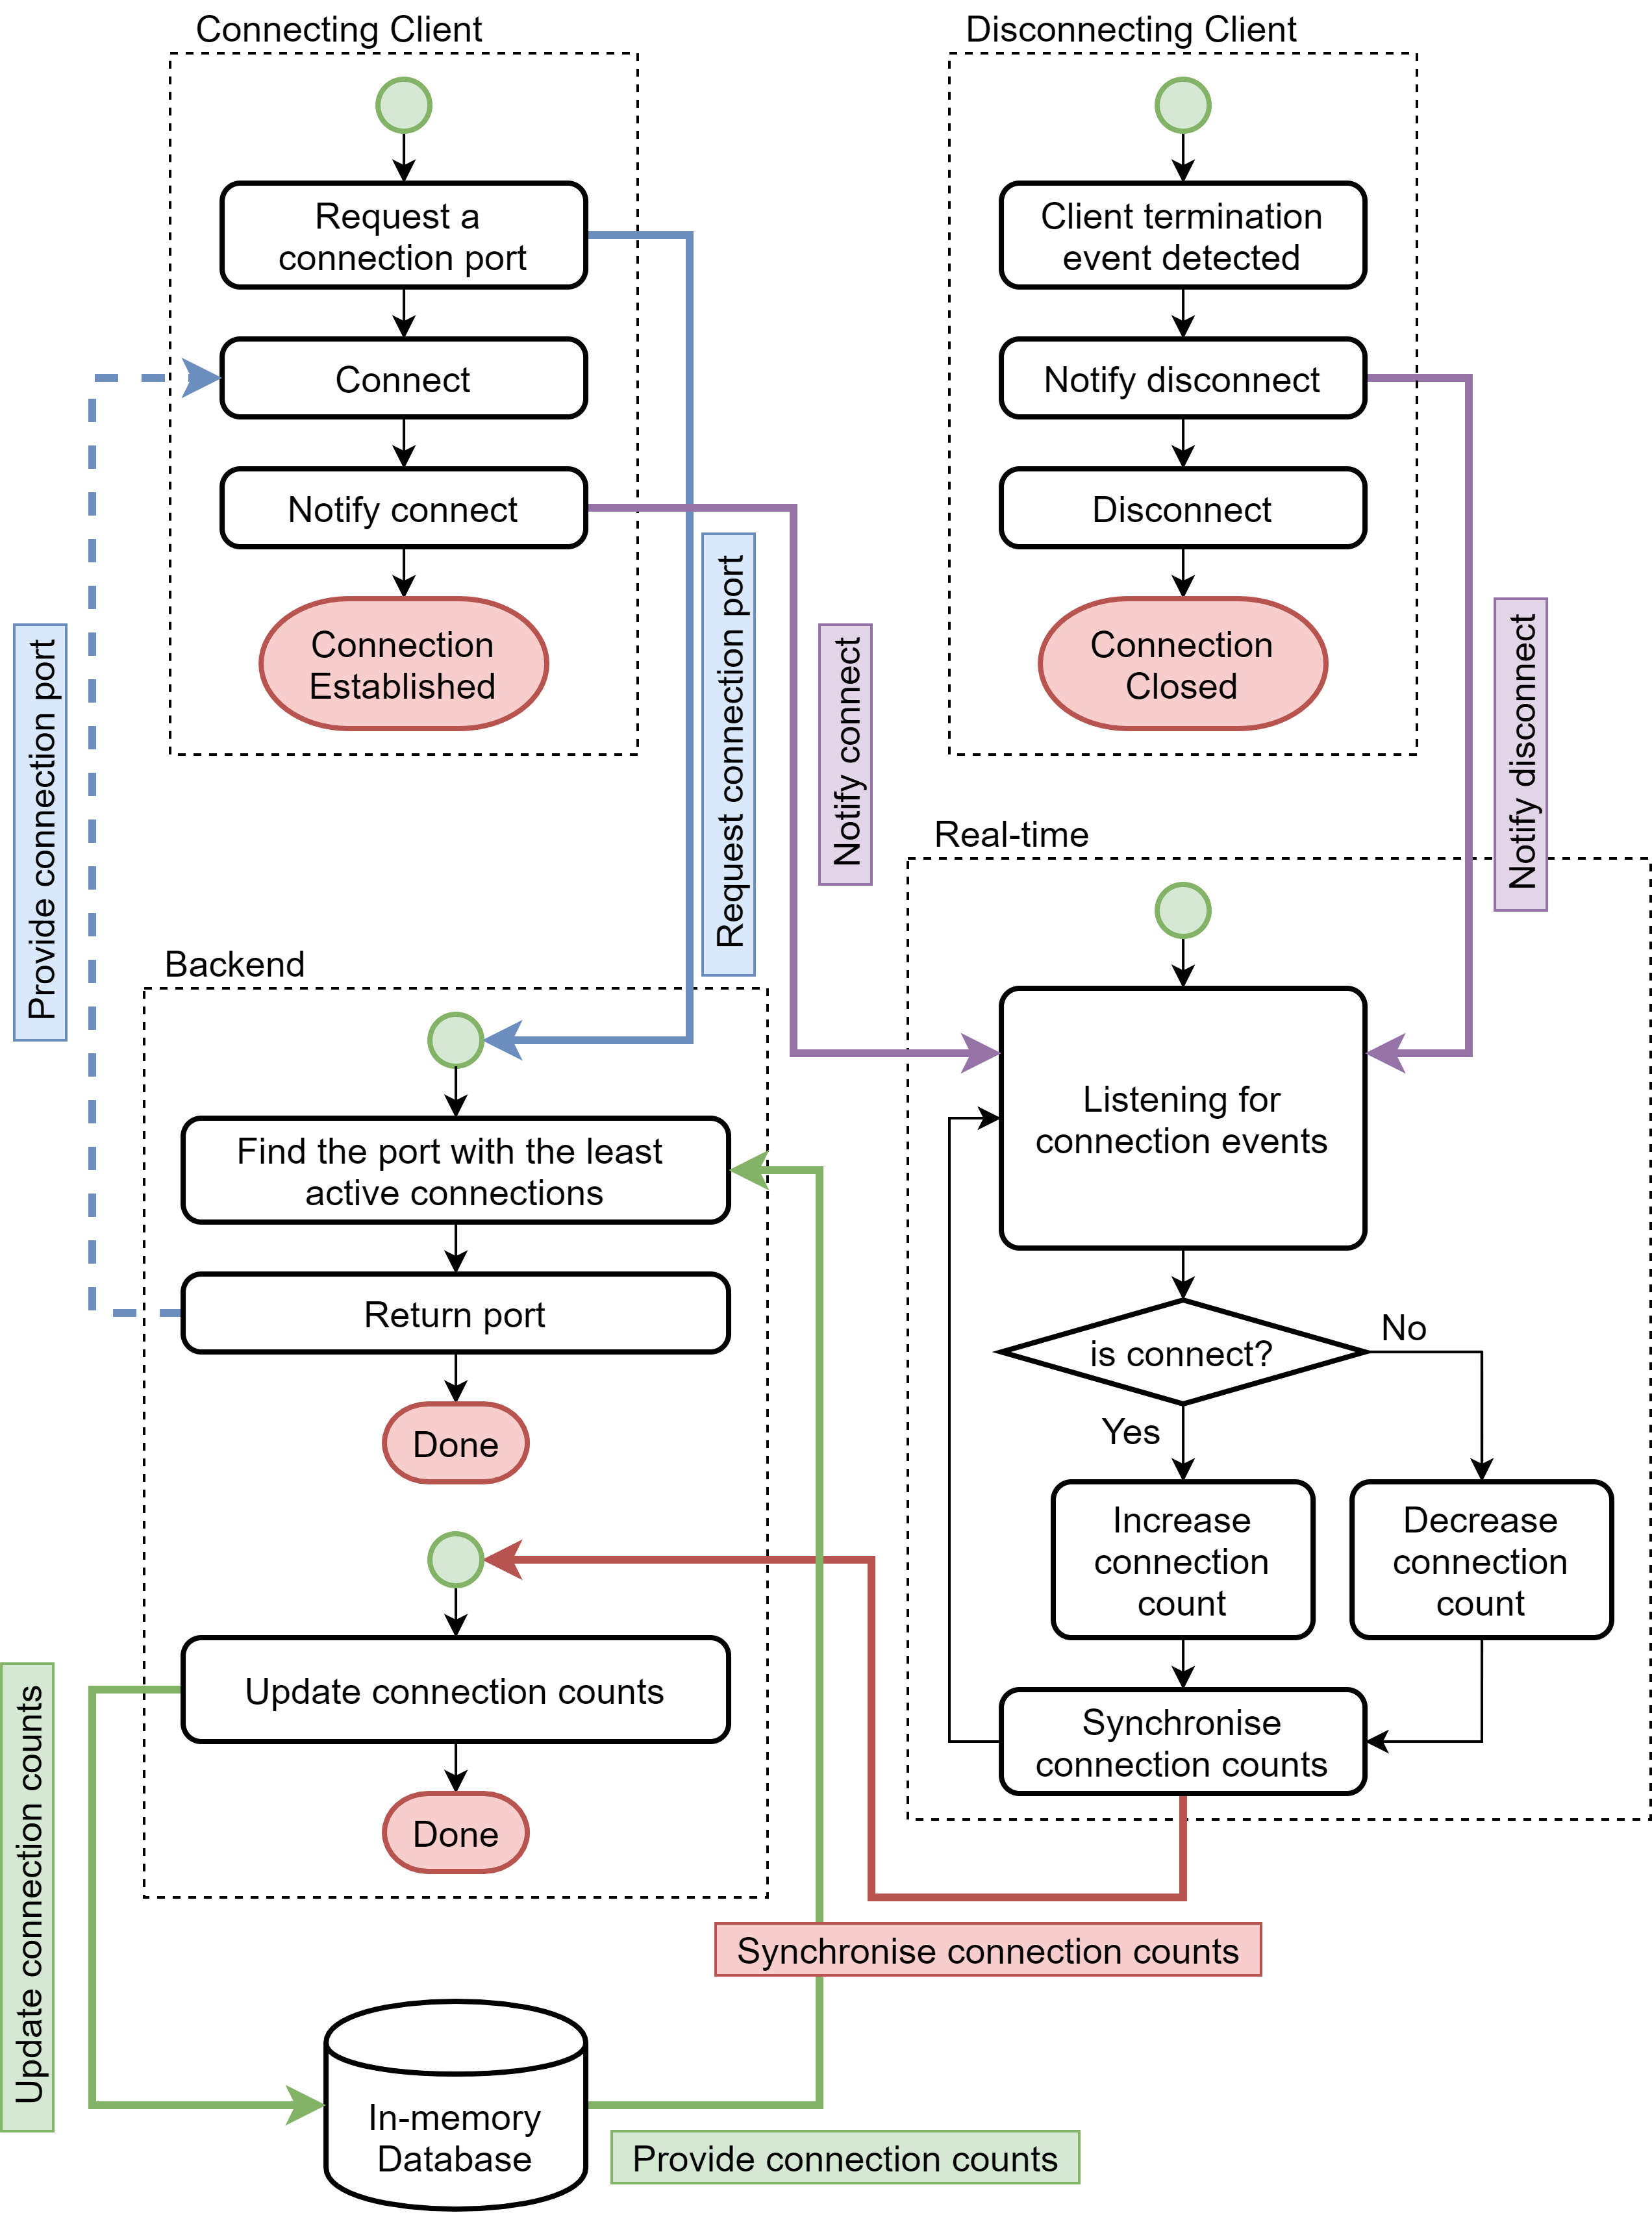 Connecting Client
Request a
connection port
Connect
Notify connect
Connection
Established
Disconnecting Client
Client termination
event detected
Notify disconnect
Disconnect
Connection
Closed
Provide connection port
Request connection port
Notify connect
Notify disconnect
Real-time
Listening for
connection events
is connect?
No
Yes
Increase
connection
count
Decrease
connection
count
Synchronise
connection counts
Backend
Find the port with the least
active connections
Return port
Done
Update connection counts
Done
Update connection counts
Synchronise connection counts
In-memory
Database
Provide connection counts